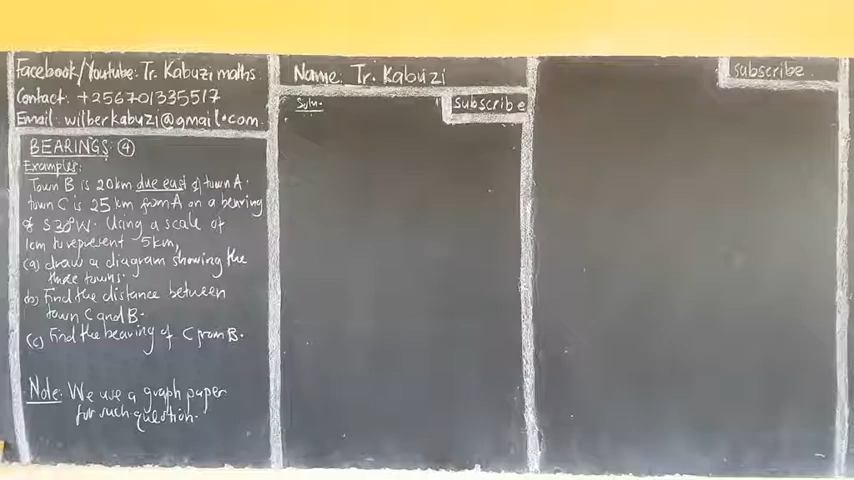 Facebook/Youtube: Tr. Kabuzi maths
Contact: +256701335517
Email: wilberkabuzi@gmail.com
BEARINGS: 4
Examples:
Town B is 20km due east of town A.
town C is 25km from A on a bearing
of S30°W. Using a scale of
1cm to represent 5km,
(a) draw a diagram showing the
three towns.
(b) Find the distance between
town C and B.
(c) Find the bearing of C from B.
Note: We use a graph paper
for such question.
Name: Tr. Kabuzi
Soln.
Subscribe
Subscribe